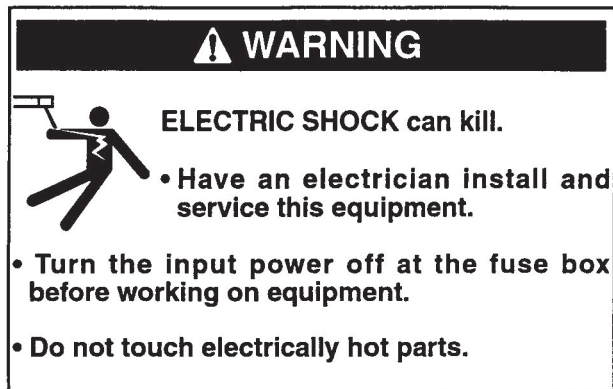 WARNING
ELECTRIC SHOCK can kill.
• Have an electrician install and
service this equipment.
• Turn the input power off at the fuse box
before working on equipment.
• Do not touch electrically hot parts.